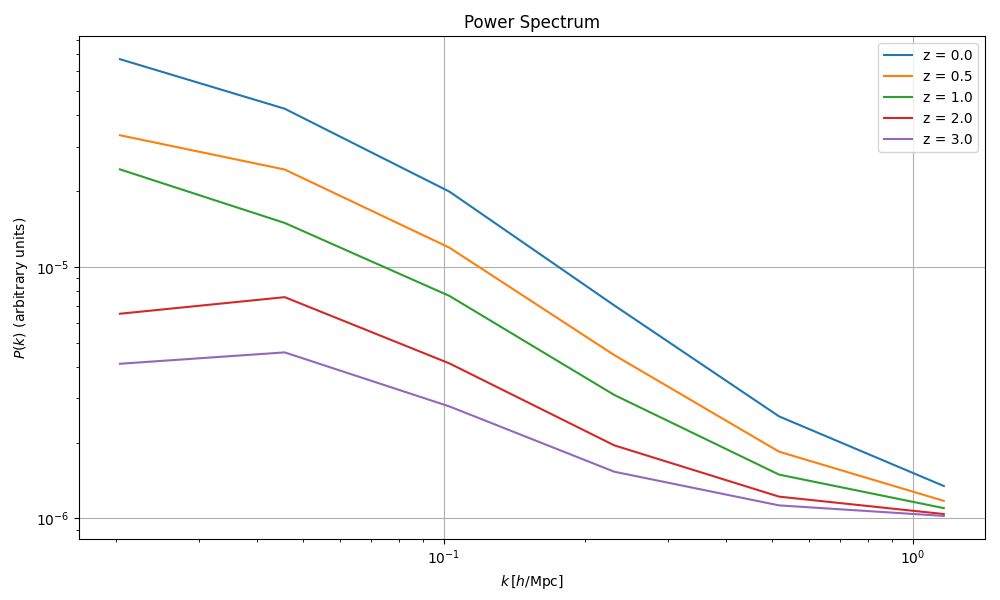 Power Spectrum
z = 0.0
z = 0.5
z = 1.0
z = 2.0
z = 3.0
P(k) (arbitrary units)
10⁻⁵
10⁻⁶
10⁻¹
10⁰
k [h/Mpc]